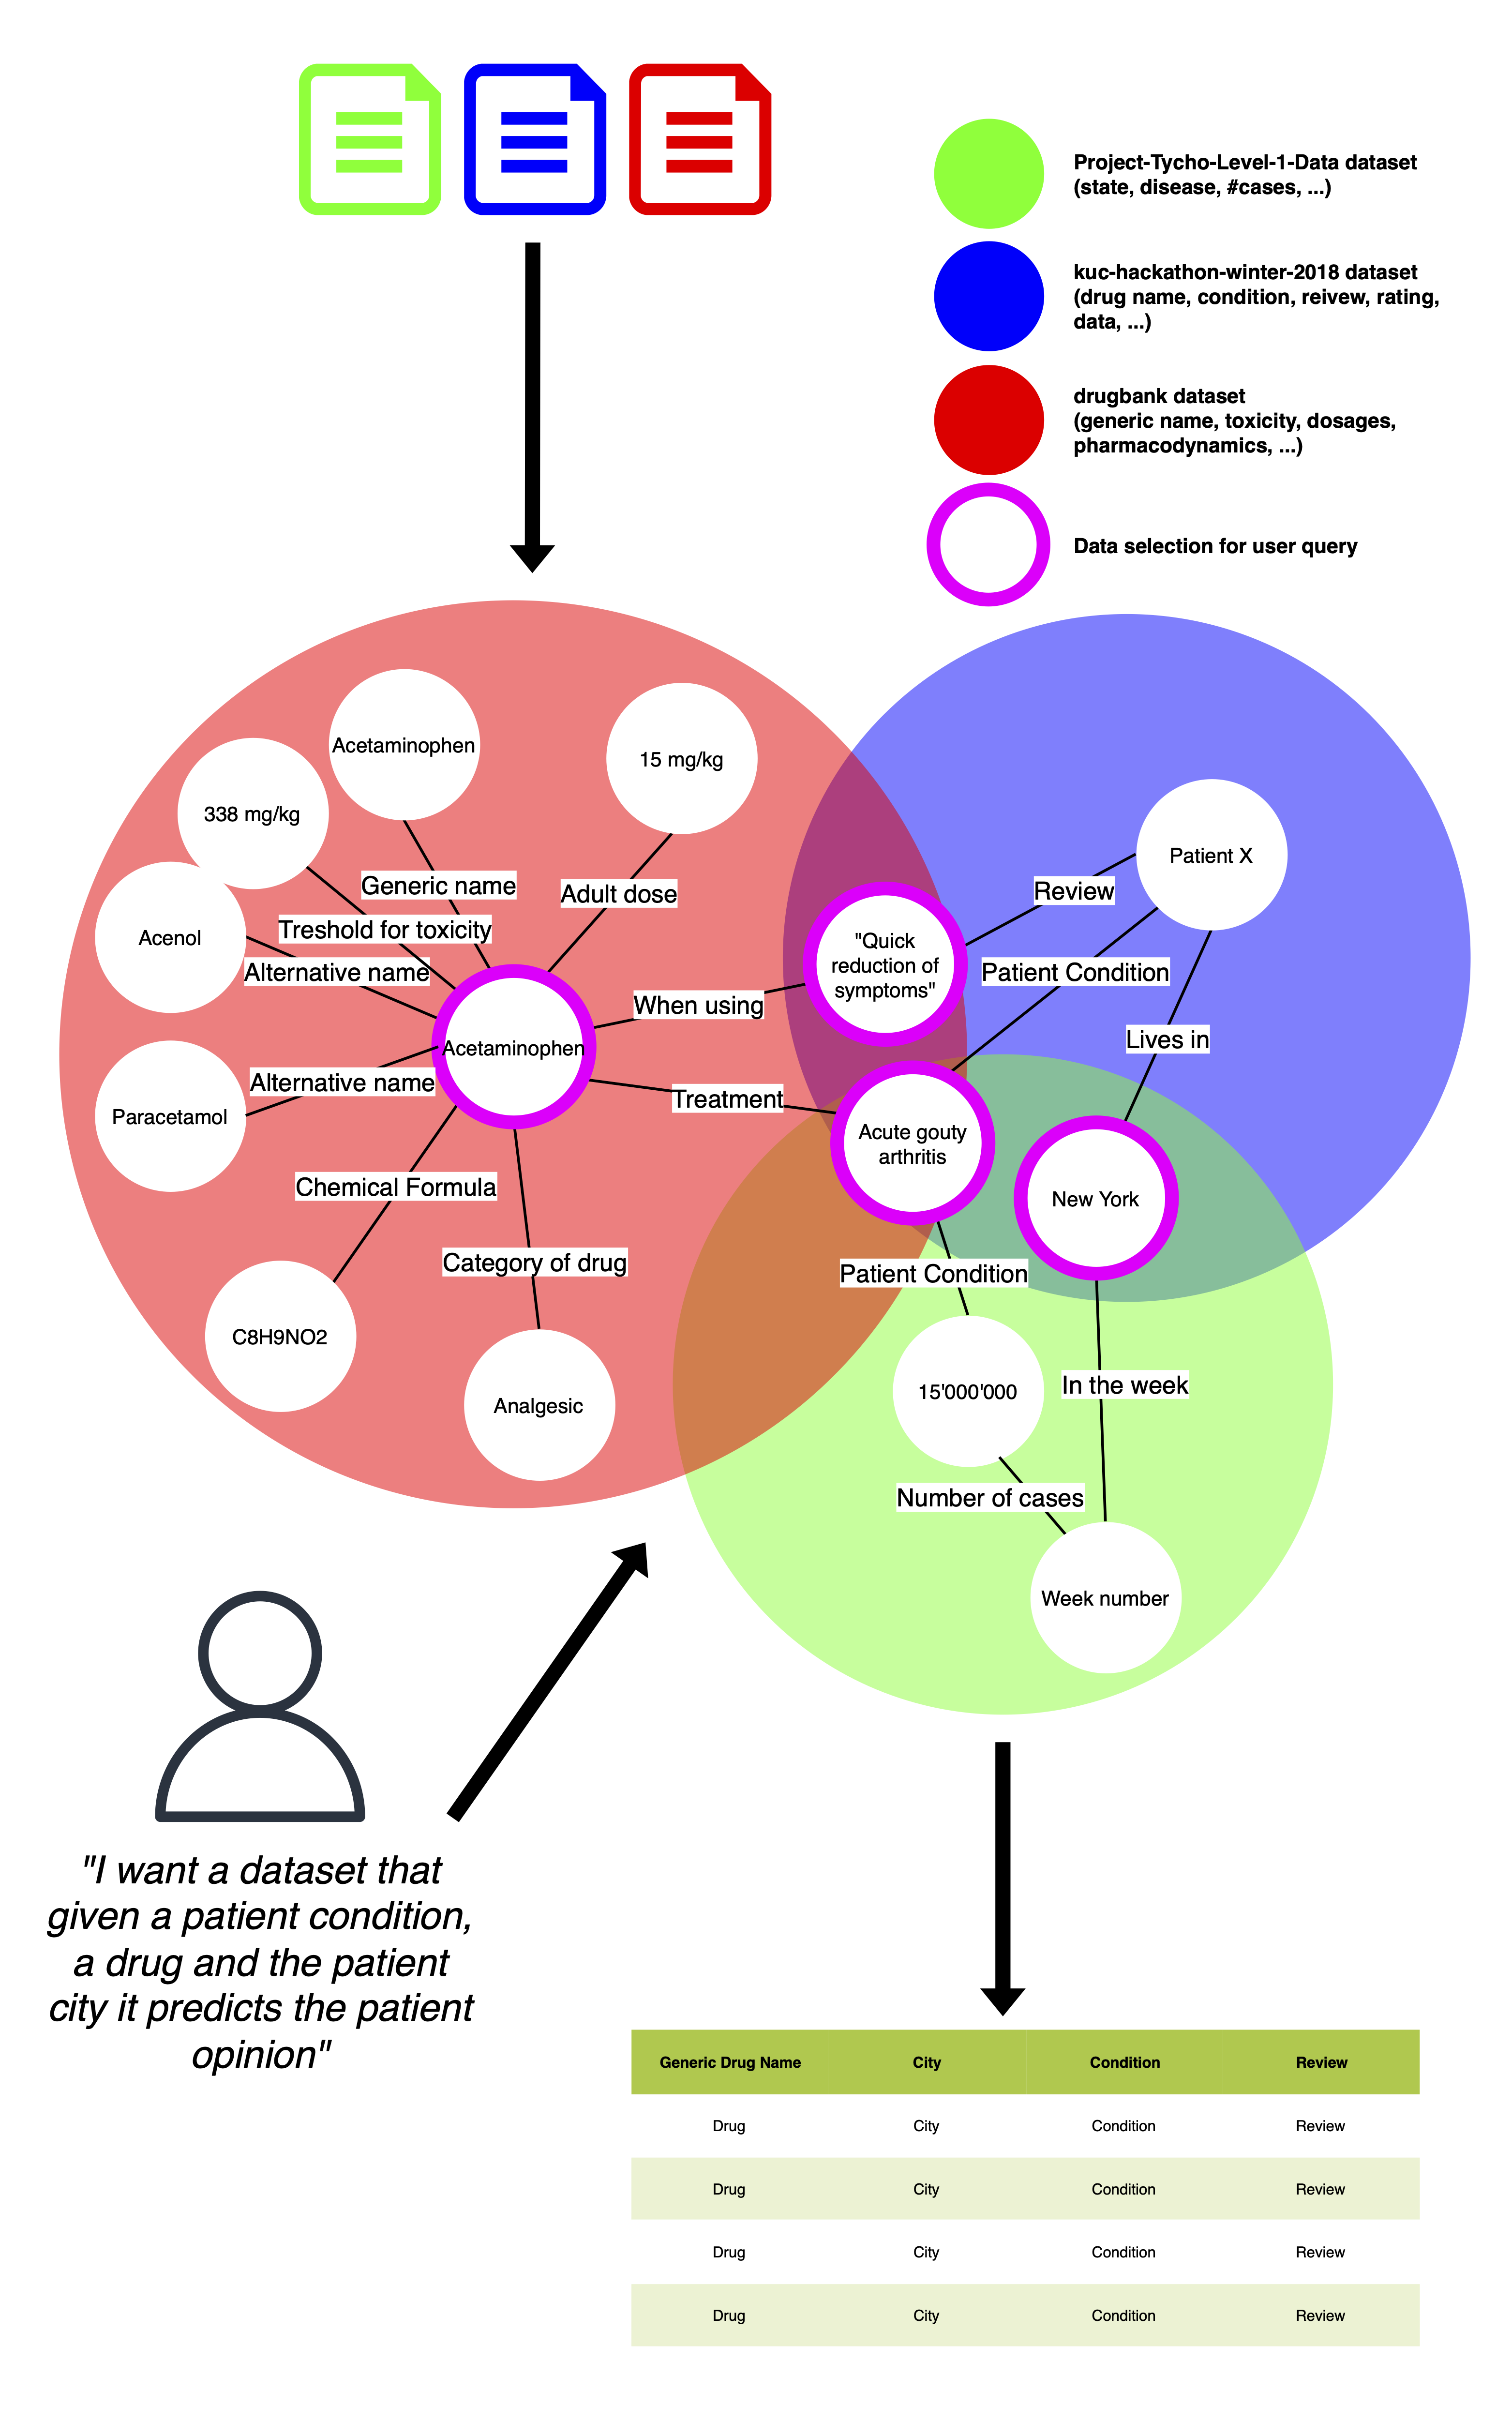 Project-Tycho-Level-1-Data dataset
(state, disease, #cases, ...)
kuc-hackathon-winter-2018 dataset
(drug name, condition, reivew, rating,
data, ...)
drugbank dataset
(generic name, toxicity, dosages,
pharmacodynamics, ...)
Data selection for user query
Acetaminophen
15 mg/kg
338 mg/kg
Patient X
Generic name
Adult dose
Review
Treshold for toxicity
Acenol
Alternative name
"Quick
reduction of
symptoms"
Patient Condition
When using
Lives in
Acetaminophen
Alternative name
Paracetamol
Treatment
Acute gouty
arthritis
New York
Chemical Formula
Category of drug
Patient Condition
C8H9NO2
Analgesic
15'000'000
In the week
Number of cases
Week number
"I want a dataset that
given a patient condition,
a drug and the patient
city it predicts the patient
opinion"
Generic Drug Name City Condition Review
Drug City Condition Review
Drug City Condition Review
Drug City Condition Review
Drug City Condition Review